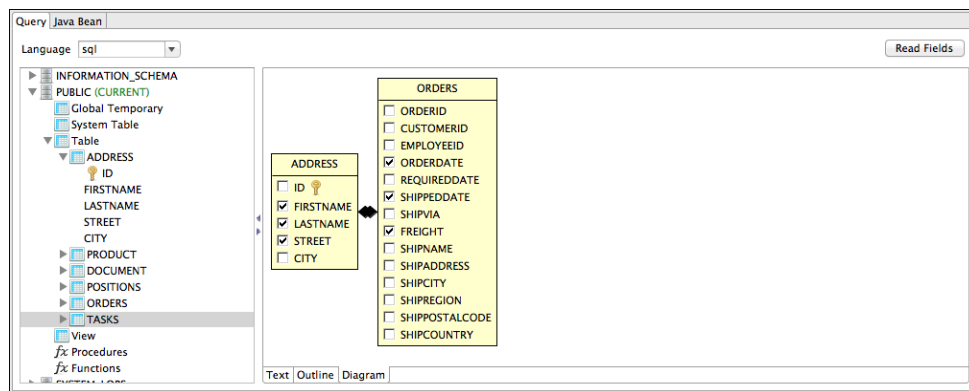 Query Java Bean
Language sql Read Fields
INFORMATION_SCHEMA
PUBLIC (CURRENT)
Global Temporary
System Table
Table
ADDRESS
ID
FIRSTNAME
LASTNAME
STREET
CITY
PRODUCT
DOCUMENT
POSITIONS
ORDERS
TASKS
View
fx Procedures
fx Functions
ADDRESS
ID
FIRSTNAME
LASTNAME
STREET
CITY
ORDERS
ORDERID
CUSTOMERID
EMPLOYEEID
ORDERDATE
REQUIREDDATE
SHIPPEDDATE
SHIPVIA
FREIGHT
SHIPNAME
SHIPADDRESS
SHIPCITY
SHIPREGION
SHIPPOSTALCODE
SHIPCOUNTRY
Text Outline Diagram